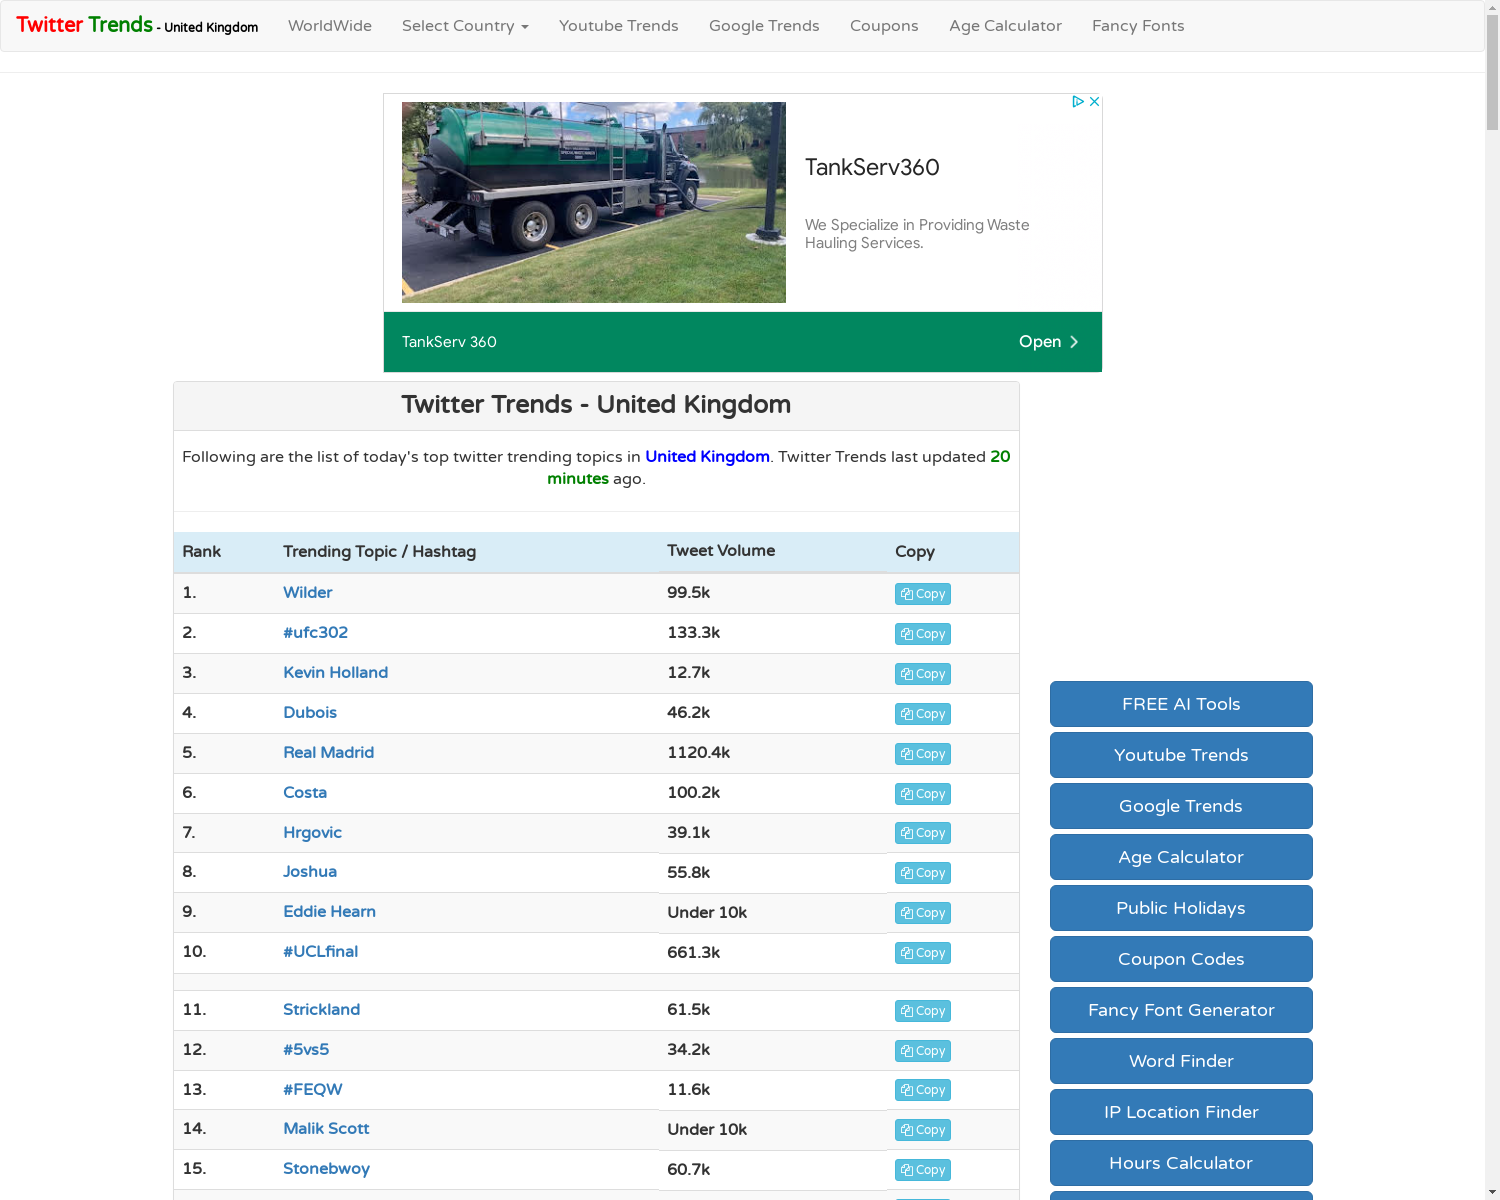 Twitter Trends - United Kingdom
WorldWide
Select Country
Youtube Trends
Google Trends
Coupons
Age Calculator
Fancy Fonts
TankServ360
We Specialize in Providing Waste
Hauling Services.
TankServ 360
Open
Twitter Trends - United Kingdom
Following are the list of today's top twitter trending topics in United Kingdom. Twitter Trends last updated 20
minutes ago.
Rank Trending Topic / Hashtag Tweet Volume Copy
1. Wilder 99.5k Copy
2. #ufc302 133.3k Copy
3. Kevin Holland 12.7k Copy
4. Dubois 46.2k Copy
5. Real Madrid 1120.4k Copy
6. Costa 100.2k Copy
7. Hrgovic 39.1k Copy
8. Joshua 55.8k Copy
9. Eddie Hearn Under 10k Copy
10. #UCLfinal 661.3k Copy
11. Strickland 61.5k Copy
12. #5vs5 34.2k Copy
13. #FEQW 11.6k Copy
14. Malik Scott Under 10k Copy
15. Stonebwoy 60.7k Copy
FREE AI Tools
Youtube Trends
Google Trends
Age Calculator
Public Holidays
Coupon Codes
Fancy Font Generator
Word Finder
IP Location Finder
Hours Calculator